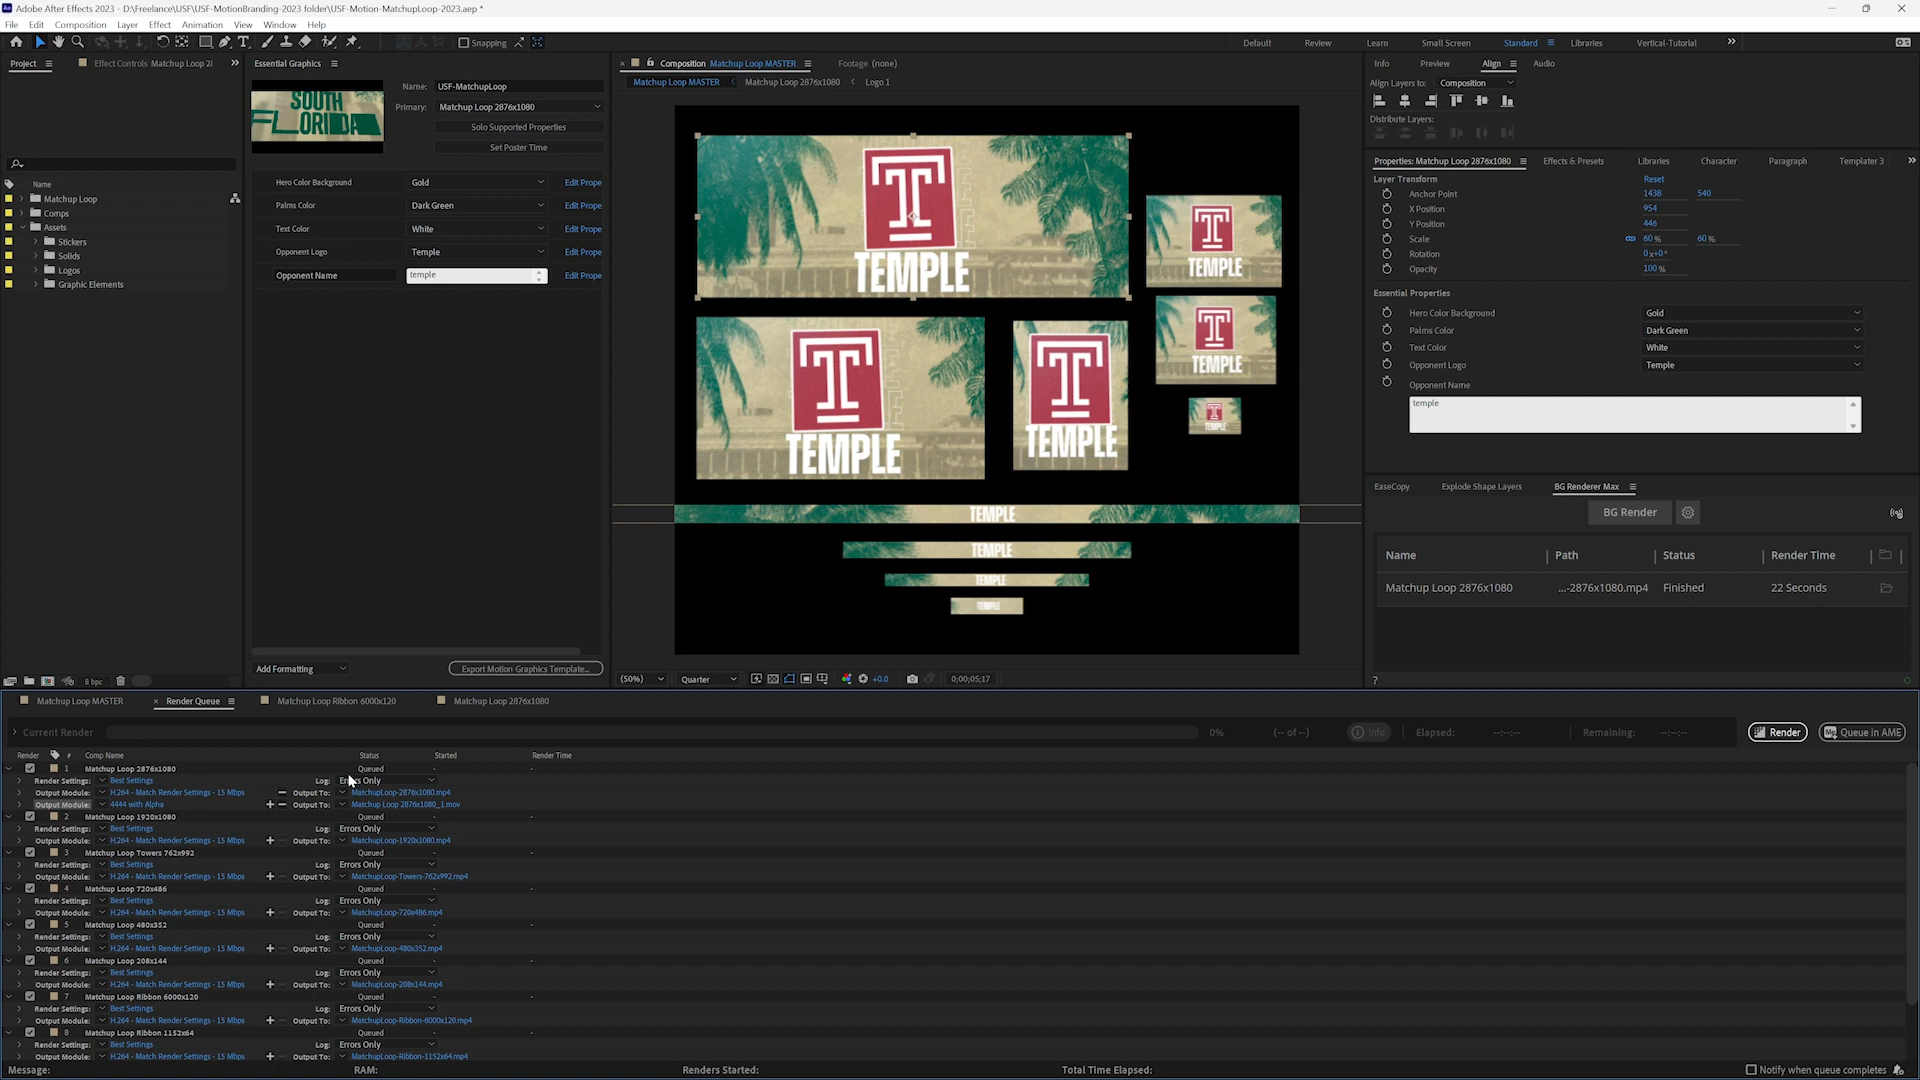 Adobe After Effects 2023 - D:\Freelance\USF\USF-MotionBranding-2023 folder\USF-Motion-MatchupLoop-2023.aep *
File Edit Composition Layer Effect Animation View Window Help
Snapping
Default Review Learn Small Screen Standard Libraries Vertical-Tutorial
Project
Effect Controls Matchup Loop 2
Name
Matchup Loop
Comps
Assets
Stickers
Solids
Logos
Graphic Elements
8 bpc
Essential Graphics
SOUTH
FLORIDA
Name: USF-MatchupLoop
Primary: Matchup Loop 2876x1080
Solo Supported Properties
Set Poster Time
Hero Color Background Gold Edit Prope
Palms Color Dark Green Edit Prope
Text Color White Edit Prope
Opponent Logo Temple Edit Prope
Opponent Name temple Edit Prope
Add Formatting
Export Motion Graphics Template...
Composition Matchup Loop MASTER
Footage (none)
Matchup Loop MASTER Matchup Loop 2876x1080 Logo 1
T
TEMPLE
T
TEMPLE
T
TEMPLE
T
TEMPLE
T
TEMPLE
T
TEMPLE
TEMPLE
TEMPLE
TEMPLE
TEMPLE
(50%) Quarter +0.0 0;00;05;17
Info Preview Align Audio
Align Layers to: Composition
Distribute Layers:
Properties: Matchup Loop 2876x1080 Effects & Presets Libraries Character Paragraph Templater 3
Layer Transform Reset
Anchor Point 1438 540
X Position 954
Y Position 446
Scale 60 % 60 %
Rotation 0x+0°
Opacity 100 %
Essential Properties
Hero Color Background Gold
Palms Color Dark Green
Text Color White
Opponent Logo Temple
Opponent Name
temple
EaseCopy Explode Shape Layers BG Renderer Max
BG Render
Name Path Status Render Time
Matchup Loop 2876x1080 ...-2876x1080.mp4 Finished 22 Seconds
?
Matchup Loop MASTER Render Queue Matchup Loop Ribbon 6000x120 Matchup Loop 2876x1080
Current Render 0% (-- of --) Info Elapsed: --:--:-- Remaining: --:--:-- Render Queue in AME
Render # Comp Name Status Started Render Time
1 Matchup Loop 2876x1080 Queued - -
Render Settings: Best Settings Log: Errors Only
Output Module: H.264 - Match Render Settings - 15 Mbps Output To: MatchupLoop-2876x1080.mp4
Output Module: 4444 with Alpha Output To: Matchup Loop 2876x1080_1.mov
2 Matchup Loop 1920x1080 Queued - -
Render Settings: Best Settings Log: Errors Only
Output Module: H.264 - Match Render Settings - 15 Mbps Output To: MatchupLoop-1920x1080.mp4
3 Matchup Loop Towers 762x992 Queued - -
Render Settings: Best Settings Log: Errors Only
Output Module: H.264 - Match Render Settings - 15 Mbps Output To: MatchupLoop-Towers-762x992.mp4
4 Matchup Loop 720x486 Queued - -
Render Settings: Best Settings Log: Errors Only
Output Module: H.264 - Match Render Settings - 15 Mbps Output To: MatchupLoop-720x486.mp4
5 Matchup Loop 480x352 Queued - -
Render Settings: Best Settings Log: Errors Only
Output Module: H.264 - Match Render Settings - 15 Mbps Output To: MatchupLoop-480x352.mp4
6 Matchup Loop 208x144 Queued - -
Render Settings: Best Settings Log: Errors Only
Output Module: H.264 - Match Render Settings - 15 Mbps Output To: MatchupLoop-208x144.mp4
7 Matchup Loop Ribbon 6000x120 Queued - -
Render Settings: Best Settings Log: Errors Only
Output Module: H.264 - Match Render Settings - 15 Mbps Output To: MatchupLoop-Ribbon-6000x120.mp4
8 Matchup Loop Ribbon 1152x64 Queued - -
Render Settings: Best Settings Log: Errors Only
Output Module: H.264 - Match Render Settings - 15 Mbps Output To: MatchupLoop-Ribbon-1152x64.mp4
Message: RAM: Renders Started: Total Time Elapsed: Notify when queue completes